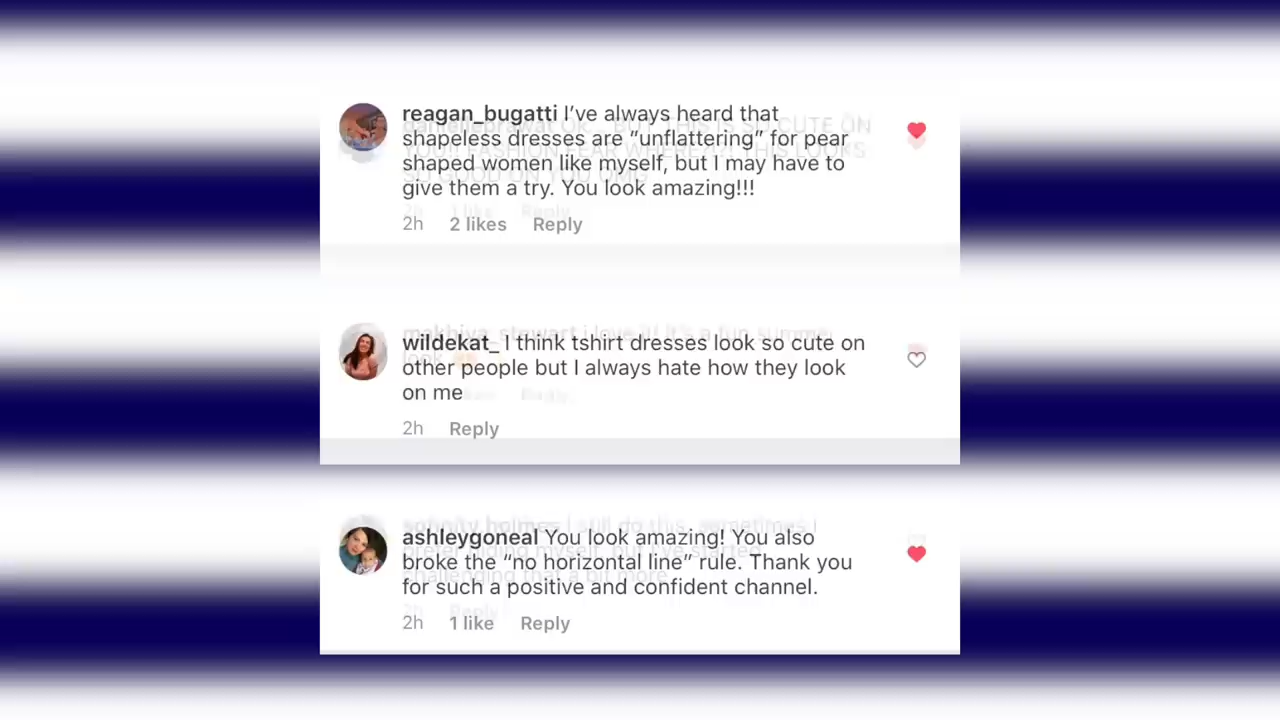 reagan_bugatti I’ve always heard that
shapeless dresses are “unflattering” for pear
shaped women like myself, but I may have to
give them a try. You look amazing!!!
2h 2 likes Reply
wildekat_ I think tshirt dresses look so cute on
other people but I always hate how they look
on me
2h Reply
ashleygoneal You look amazing! You also
broke the “no horizontal line” rule. Thank you
for such a positive and confident channel.
2h 1 like Reply